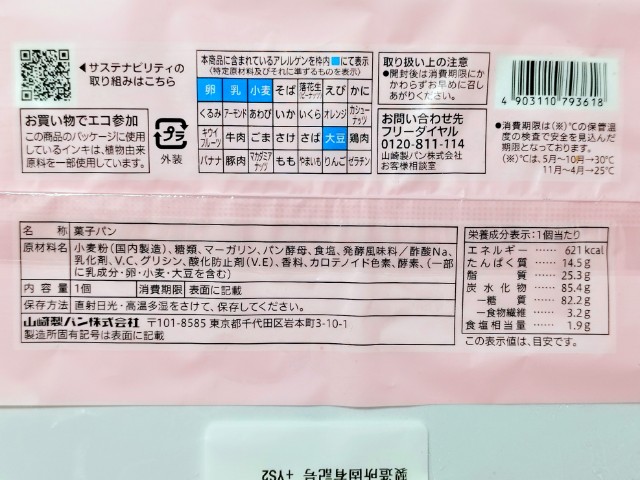 ◀サステナビリティの
取り組みはこちら
お買い物でエコ参加
この商品のパッケージに使用
しているインキは、植物由来
原料を一部使用しています。
プラ
外装
本商品に含まれているアレルゲンを枠内■にて表示
(特定原材料及びそれに準ずるものを表示)
卵 乳 小麦 そば 落花生(ピーナッツ) えび かに
くるみ アーモンド あわび いか いくら オレンジ カシューナッツ
キウイフルーツ 牛肉 ごま さけ さば 大豆 鶏肉
バナナ 豚肉 マカダミアナッツ もも やまいも りんご ゼラチン
取り扱い上の注意
●開封後は消費期限にか
かわらずお早めに召し
あがりください。
お問い合わせ先
フリーダイヤル
0120-811-114
山崎製パン株式会社
お客様相談室
4 903110 793618
●消費期限は(※)℃の保管温
度の検査で安全を見込んだ
期限となっております。
(※)℃は、5月〜10月→30℃
11月〜4月→25℃
名 称 菓子パン
原材料名 小麦粉(国内製造)、糖類、マーガリン、パン酵母、食塩、発酵風味料/酢酸Na、
乳化剤、V.C、グリシン、酸化防止剤(V.E)、香料、カロテノイド色素、酵素、(一部
に乳成分・卵・小麦・大豆を含む)
内 容 量 1個 消費期限 表面に記載
保存方法 直射日光・高温多湿をさけて、保存してください。
山崎製パン株式会社 〒101-8585 東京都千代田区岩本町3-10-1
製造所固有記号は表面に記載
栄養成分表示:1個当たり
エネルギー …… 621 kcal
たんぱく質 …… 14.5 g
脂 質 …… 25.3 g
炭水化物 …… 85.4 g
―糖質 …… 82.2 g
―食物繊維 …… 3.2 g
食塩相当量 …… 1.9 g
この表示値は、目安です。
製造所固有記号 +YS2